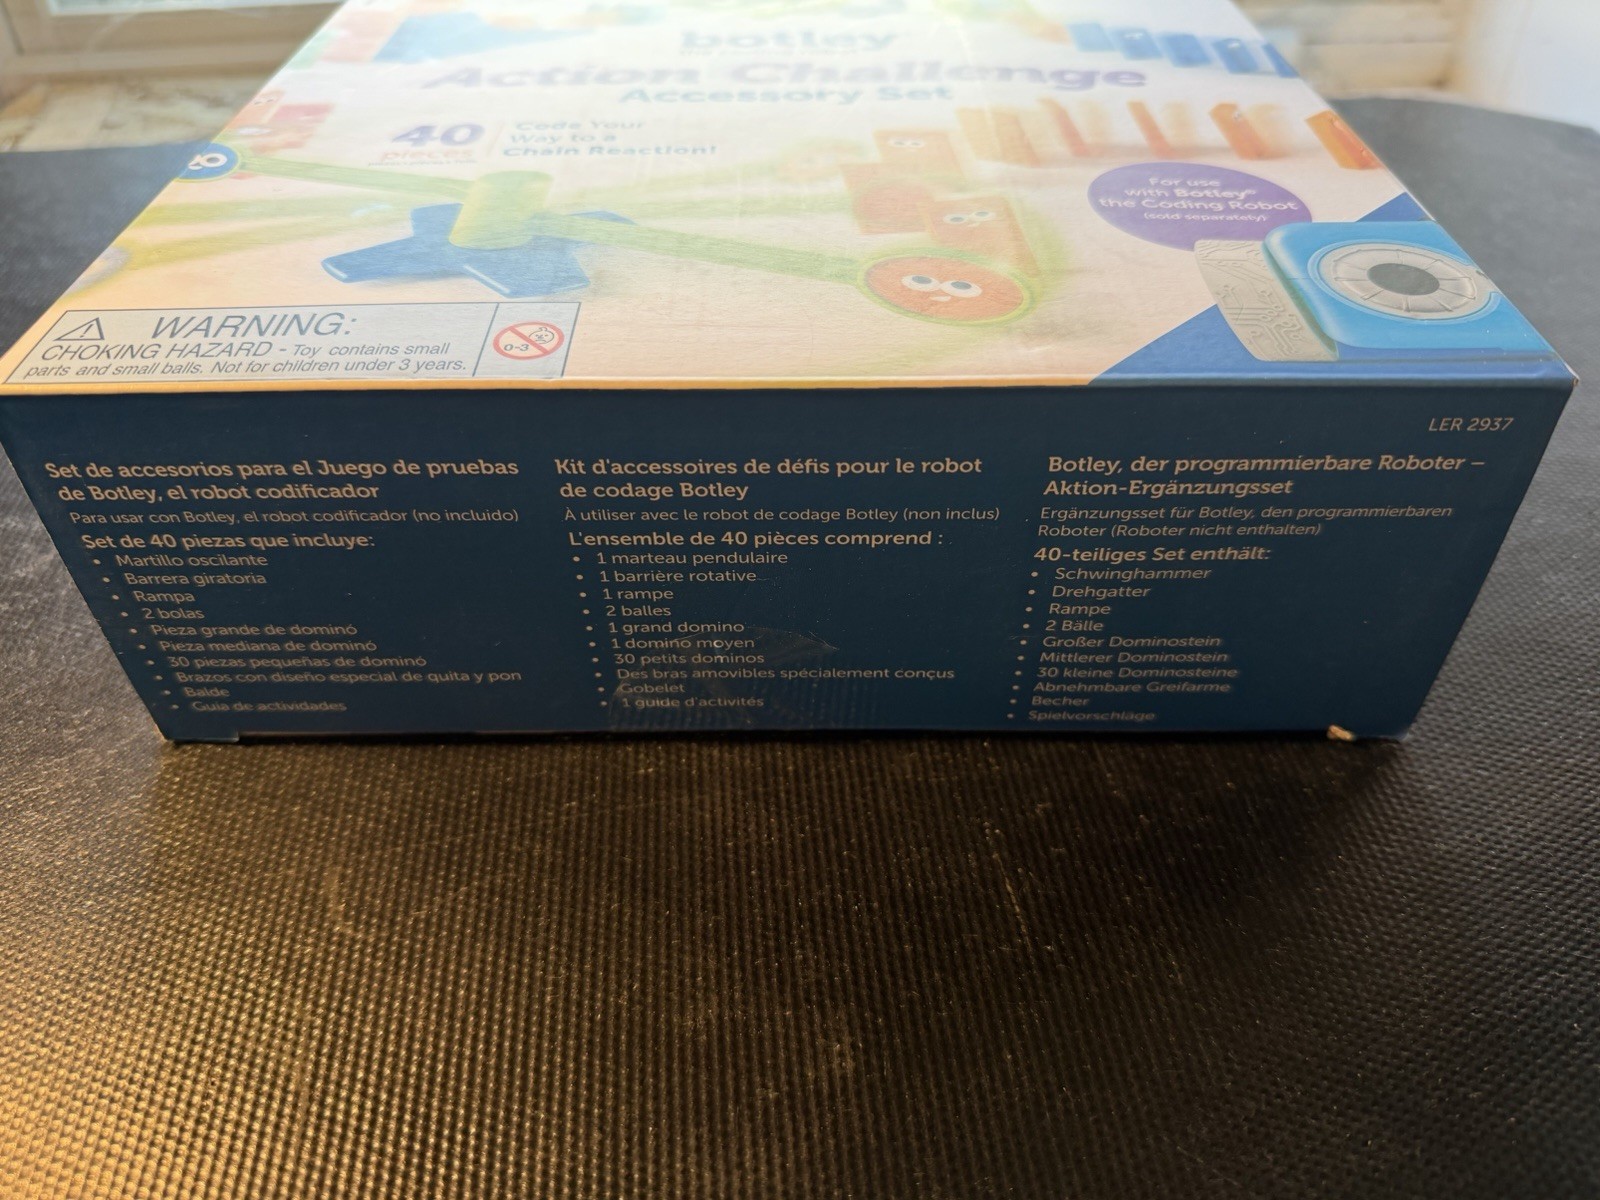 botley
Action Challenge
Accessory Set
40
pieces
Code Your
Way to a
Chain Reaction!
For use
with Botley®
the Coding Robot
(sold separately)
WARNING:
CHOKING HAZARD - Toy contains small
parts and small balls. Not for children under 3 years.
0-3
LER 2937
Set de accesorios para el Juego de pruebas
de Botley, el robot codificador
Para usar con Botley, el robot codificador (no incluido)
Set de 40 piezas que incluye:
• Martillo oscilante
• Barrera giratoria
• Rampa
• 2 bolas
• Pieza grande de dominó
• Pieza mediana de dominó
• 30 piezas pequeñas de dominó
• Brazos con diseño especial de quita y pon
• Balde
• Guía de actividades
Kit d'accessoires de défis pour le robot
de codage Botley
À utiliser avec le robot de codage Botley (non inclus)
L'ensemble de 40 pièces comprend :
• 1 marteau pendulaire
• 1 barrière rotative
• 1 rampe
• 2 balles
• 1 grand domino
• 1 domino moyen
• 30 petits dominos
• Des bras amovibles spécialement conçus
• Gobelet
• 1 guide d'activités
Botley, der programmierbare Roboter –
Aktion-Ergänzungsset
Ergänzungsset für Botley, den programmierbaren
Roboter (Roboter nicht enthalten)
40-teiliges Set enthält:
• Schwinghammer
• Drehgatter
• Rampe
• 2 Bälle
• Großer Dominostein
• Mittlerer Dominostein
• 30 kleine Dominosteine
• Abnehmbare Greifarme
• Becher
• Spielvorschläge